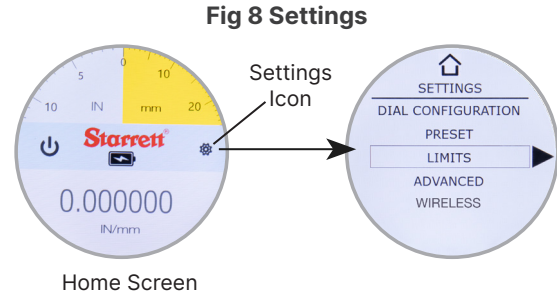 Fig 8 Settings
0
5
10
10
IN
mm
20
Starrett®
0.000000
IN/mm
Home Screen
Settings
Icon
SETTINGS
DIAL CONFIGURATION
PRESET
LIMITS
ADVANCED
WIRELESS